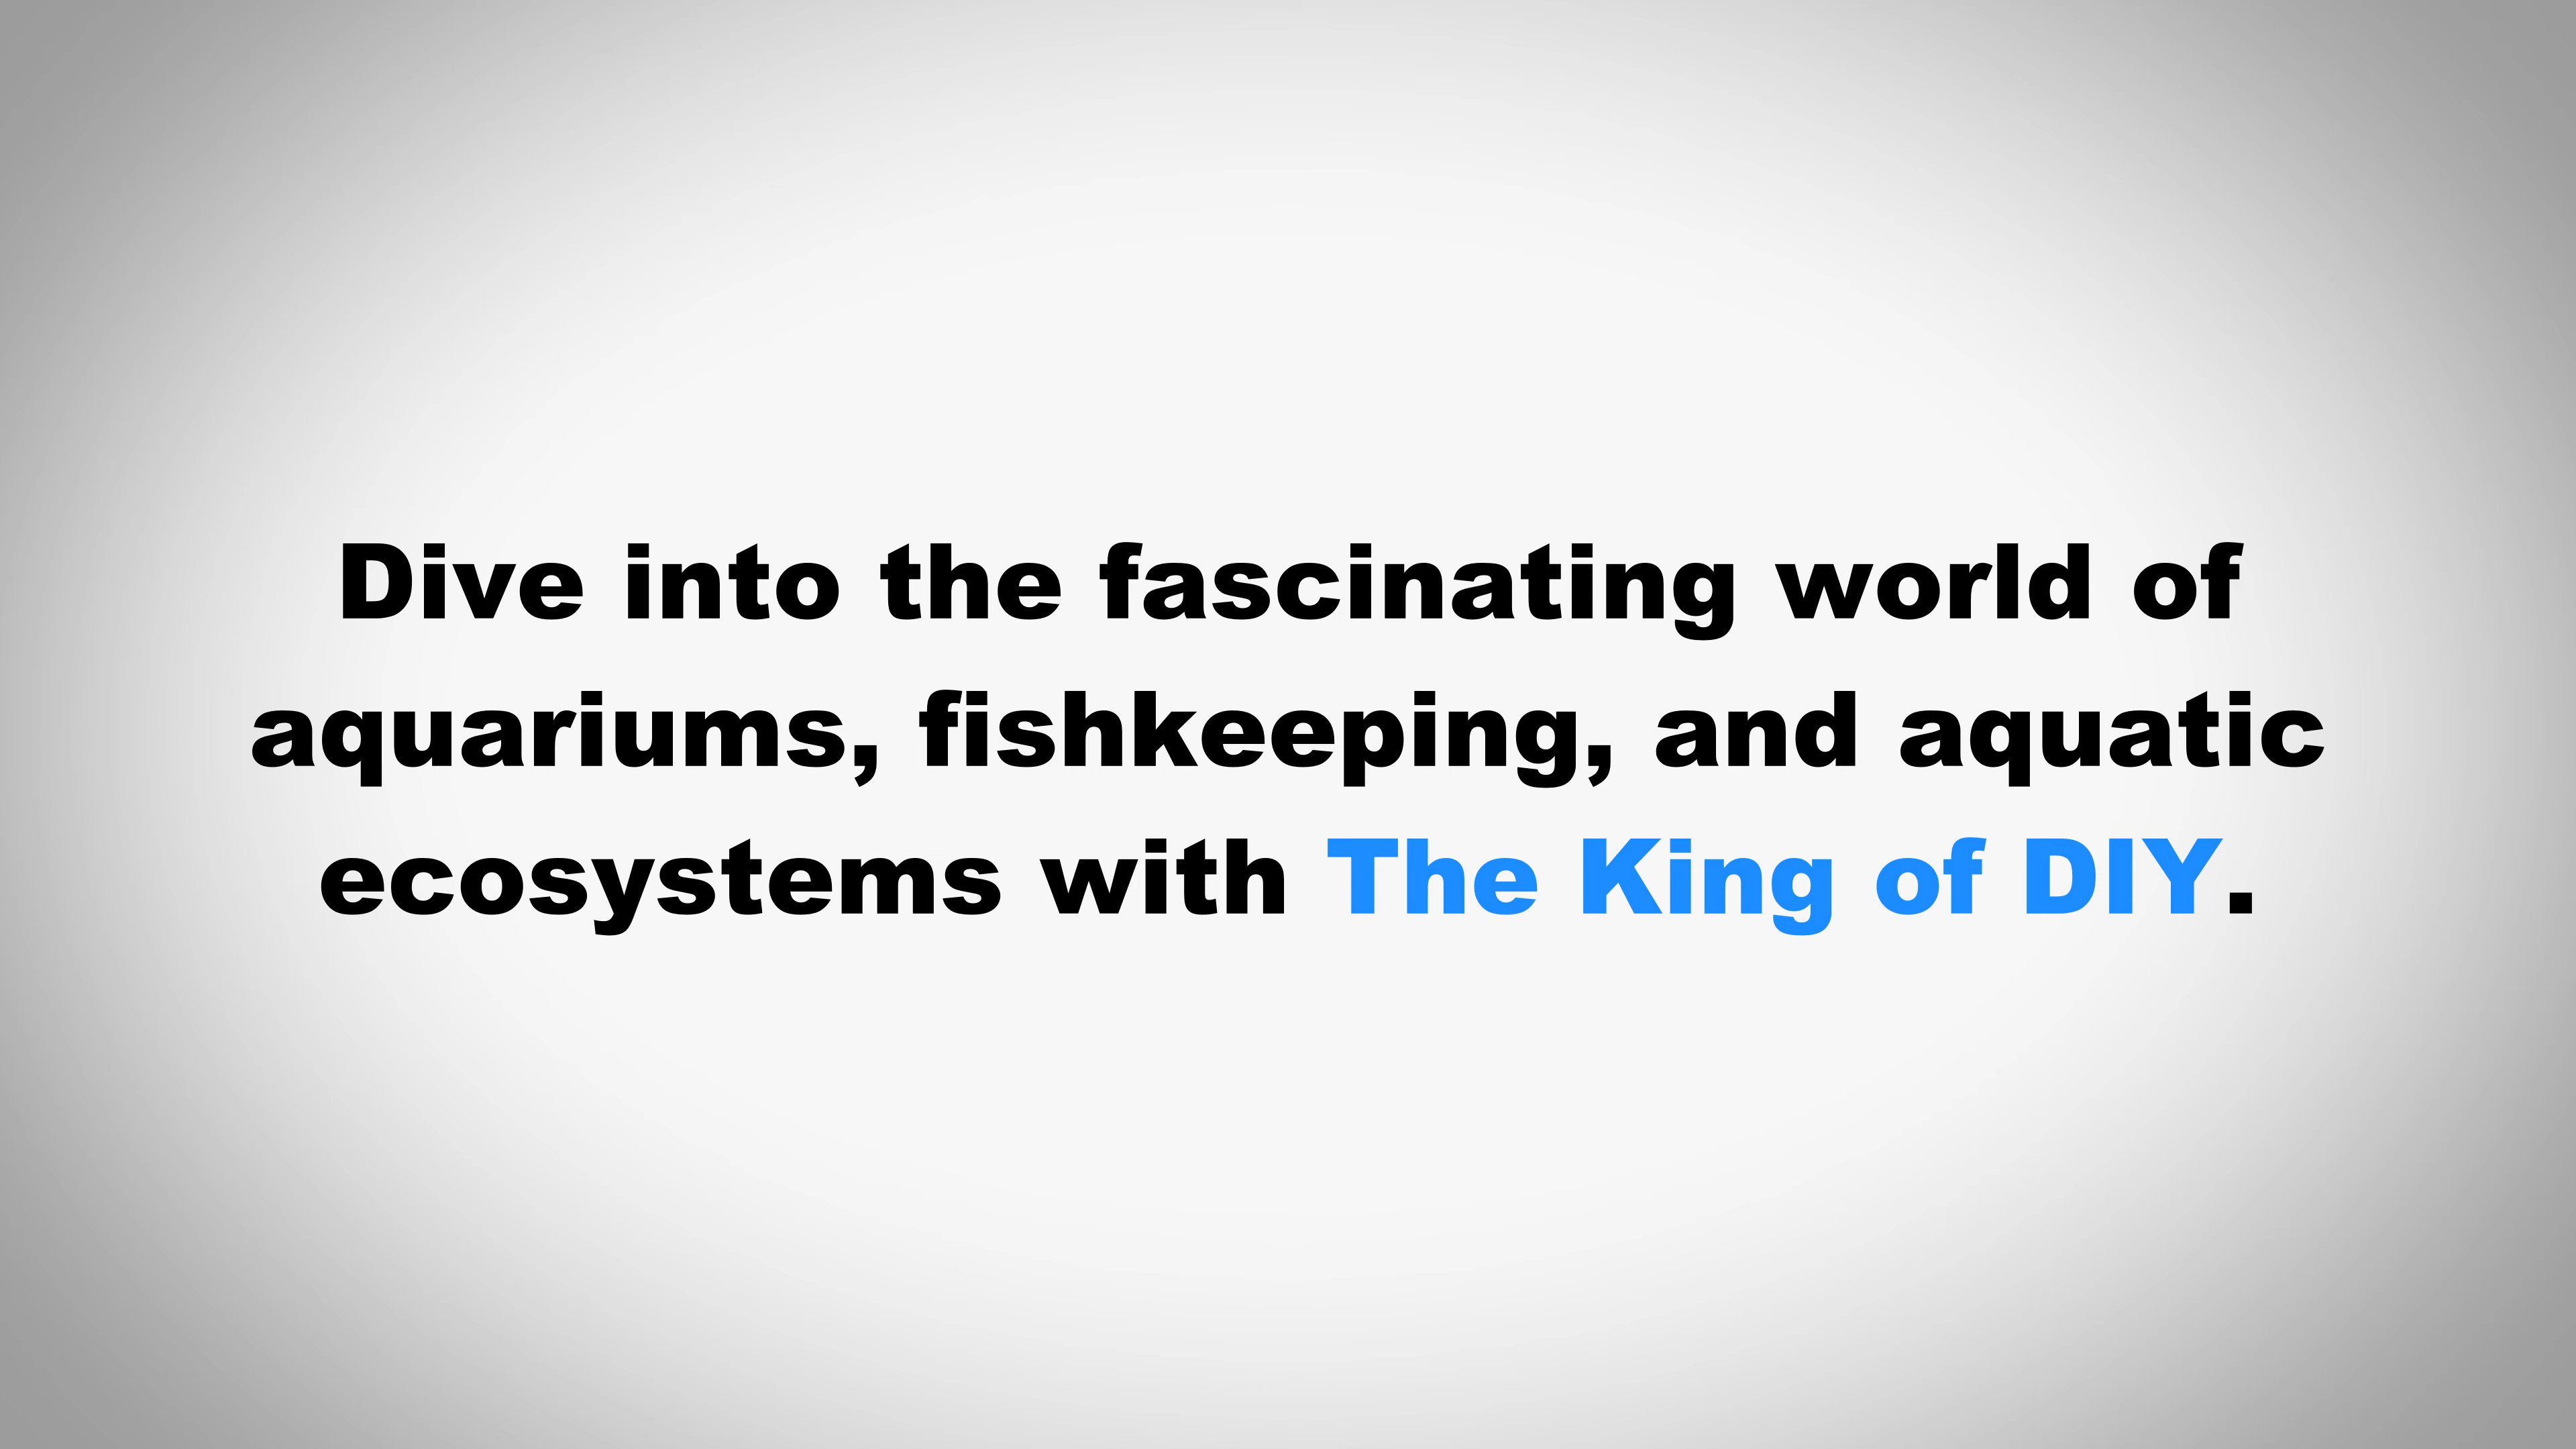 Dive into the fascinating world of
aquariums, fishkeeping, and aquatic
ecosystems with The King of DIY.